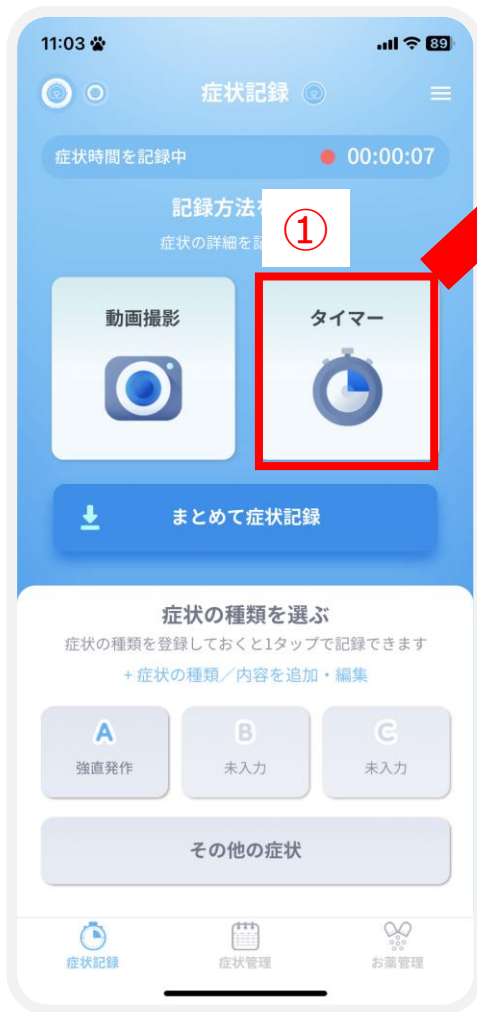 11:03
89
症状記録
症状時間を記録中 00:00:07
記録方法
①
症状の詳細を
動画撮影
タイマー
まとめて症状記録
症状の種類を選ぶ
症状の種類を登録しておくと1タップで記録できます
+ 症状の種類／内容を追加・編集
A
B
C
強直発作
未入力
未入力
その他の症状
症状記録
症状管理
お薬管理